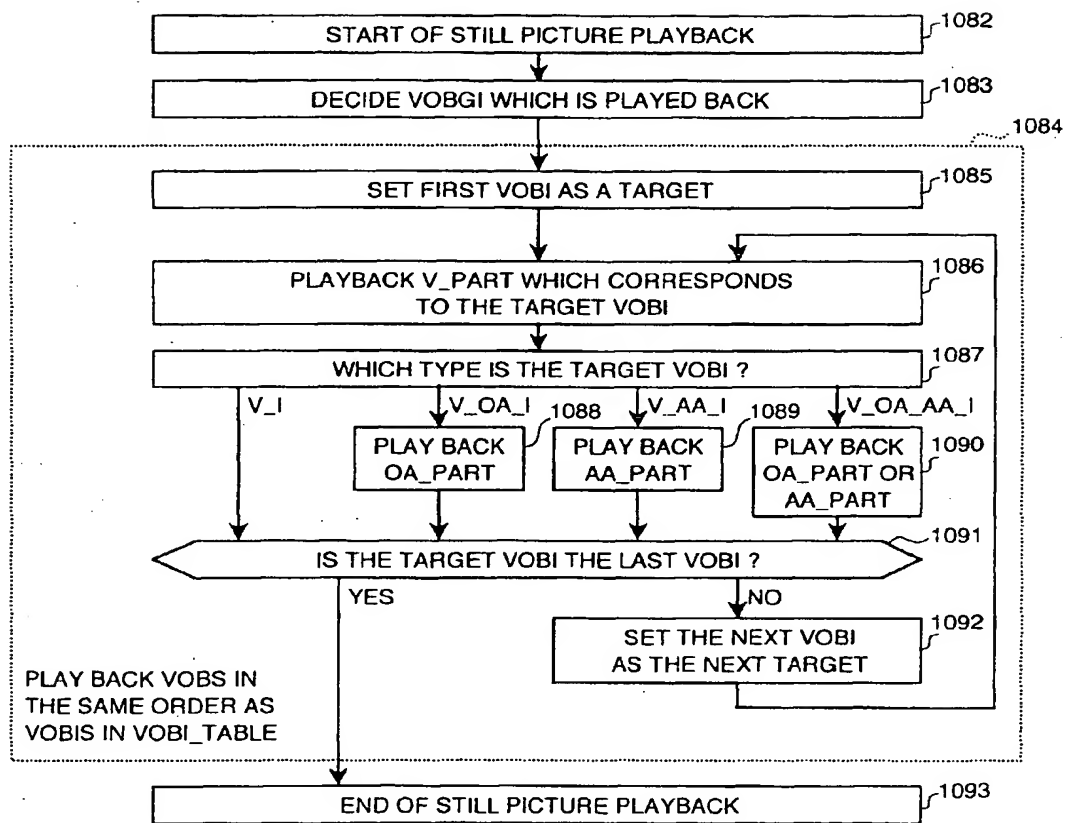 START OF STILL PICTURE PLAYBACK
1082
DECIDE VOBGI WHICH IS PLAYED BACK
1083
1084
SET FIRST VOBI AS A TARGET
1085
PLAYBACK V_PART WHICH CORRESPONDS
TO THE TARGET VOBI
1086
WHICH TYPE IS THE TARGET VOBI ?
1087
V_I
V_OA_I
1088
V_AA_I
1089
V_OA_AA_I
PLAY BACK
OA_PART
PLAY BACK
AA_PART
PLAY BACK
OA_PART OR
AA_PART
1090
IS THE TARGET VOBI THE LAST VOBI ?
1091
YES
NO
SET THE NEXT VOBI
AS THE NEXT TARGET
1092
PLAY BACK VOBS IN
THE SAME ORDER AS
VOBIS IN VOBI_TABLE
END OF STILL PICTURE PLAYBACK
1093